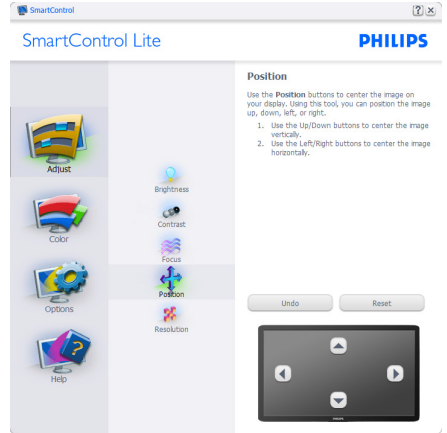 SmartControl
SmartControl Lite
PHILIPS
Adjust
Color
Options
Help
Brightness
Contrast
Focus
Position
Resolution
Position
Use the Position buttons to center the image on
your display. Using this tool, you can position the image
up, down, left, or right.
1. Use the Up/Down buttons to center the image
vertically.
2. Use the Left/Right buttons to center the image
horizontally.
Undo
Reset
PHILIPS